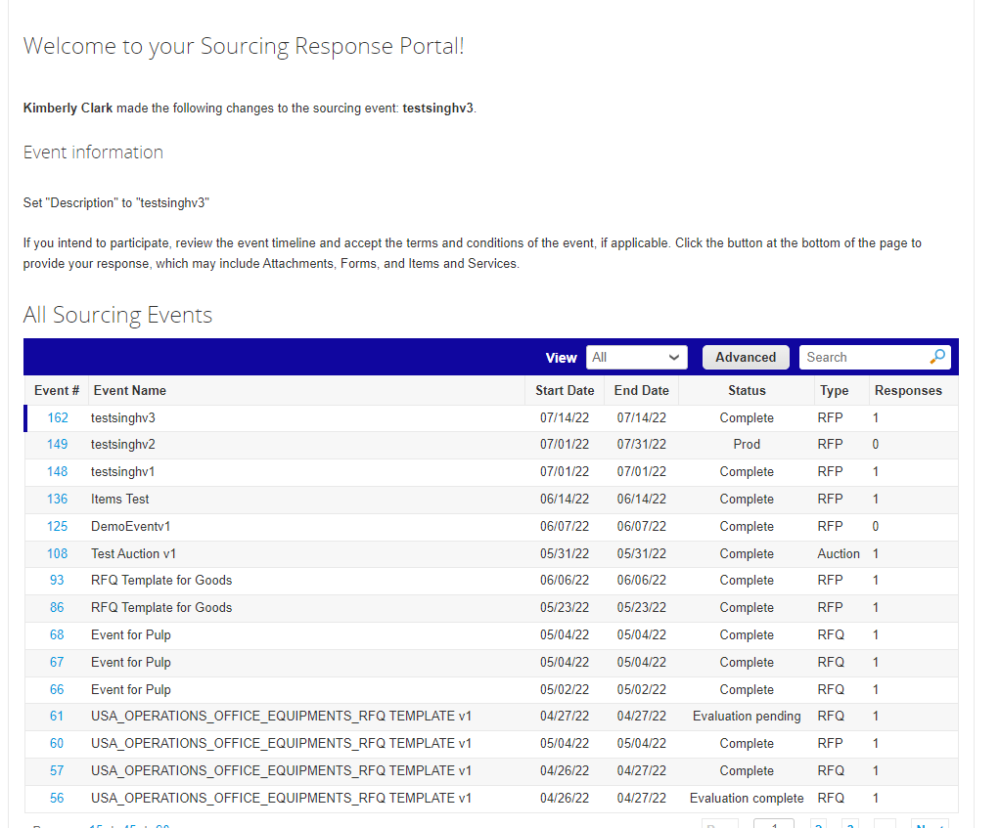 Welcome to your Sourcing Response Portal!
Kimberly Clark made the following changes to the sourcing event: testsinghv3.
Event information
Set "Description" to "testsinghv3"
If you intend to participate, review the event timeline and accept the terms and conditions of the event, if applicable. Click the button at the bottom of the page to
provide your response, which may include Attachments, Forms, and Items and Services.
All Sourcing Events
View All Advanced Search
Event # Event Name Start Date End Date Status Type Responses
162 testsinghv3 07/14/22 07/14/22 Complete RFP 1
149 testsinghv2 07/01/22 07/31/22 Prod RFP 0
148 testsinghv1 07/01/22 07/01/22 Complete RFP 1
136 Items Test 06/14/22 06/14/22 Complete RFP 1
125 DemoEventv1 06/07/22 06/07/22 Complete RFP 0
108 Test Auction v1 05/31/22 05/31/22 Complete Auction 1
93 RFQ Template for Goods 06/06/22 06/06/22 Complete RFP 1
86 RFQ Template for Goods 05/23/22 05/23/22 Complete RFP 1
68 Event for Pulp 05/04/22 05/04/22 Complete RFQ 1
67 Event for Pulp 05/04/22 05/04/22 Complete RFQ 1
66 Event for Pulp 05/02/22 05/02/22 Complete RFQ 1
61 USA_OPERATIONS_OFFICE_EQUIPMENTS_RFQ TEMPLATE v1 04/27/22 04/27/22 Evaluation pending RFQ 1
60 USA_OPERATIONS_OFFICE_EQUIPMENTS_RFQ TEMPLATE v1 05/04/22 05/04/22 Complete RFP 1
57 USA_OPERATIONS_OFFICE_EQUIPMENTS_RFQ TEMPLATE v1 04/26/22 04/27/22 Complete RFQ 1
56 USA_OPERATIONS_OFFICE_EQUIPMENTS_RFQ TEMPLATE v1 04/26/22 04/27/22 Evaluation complete RFQ 1